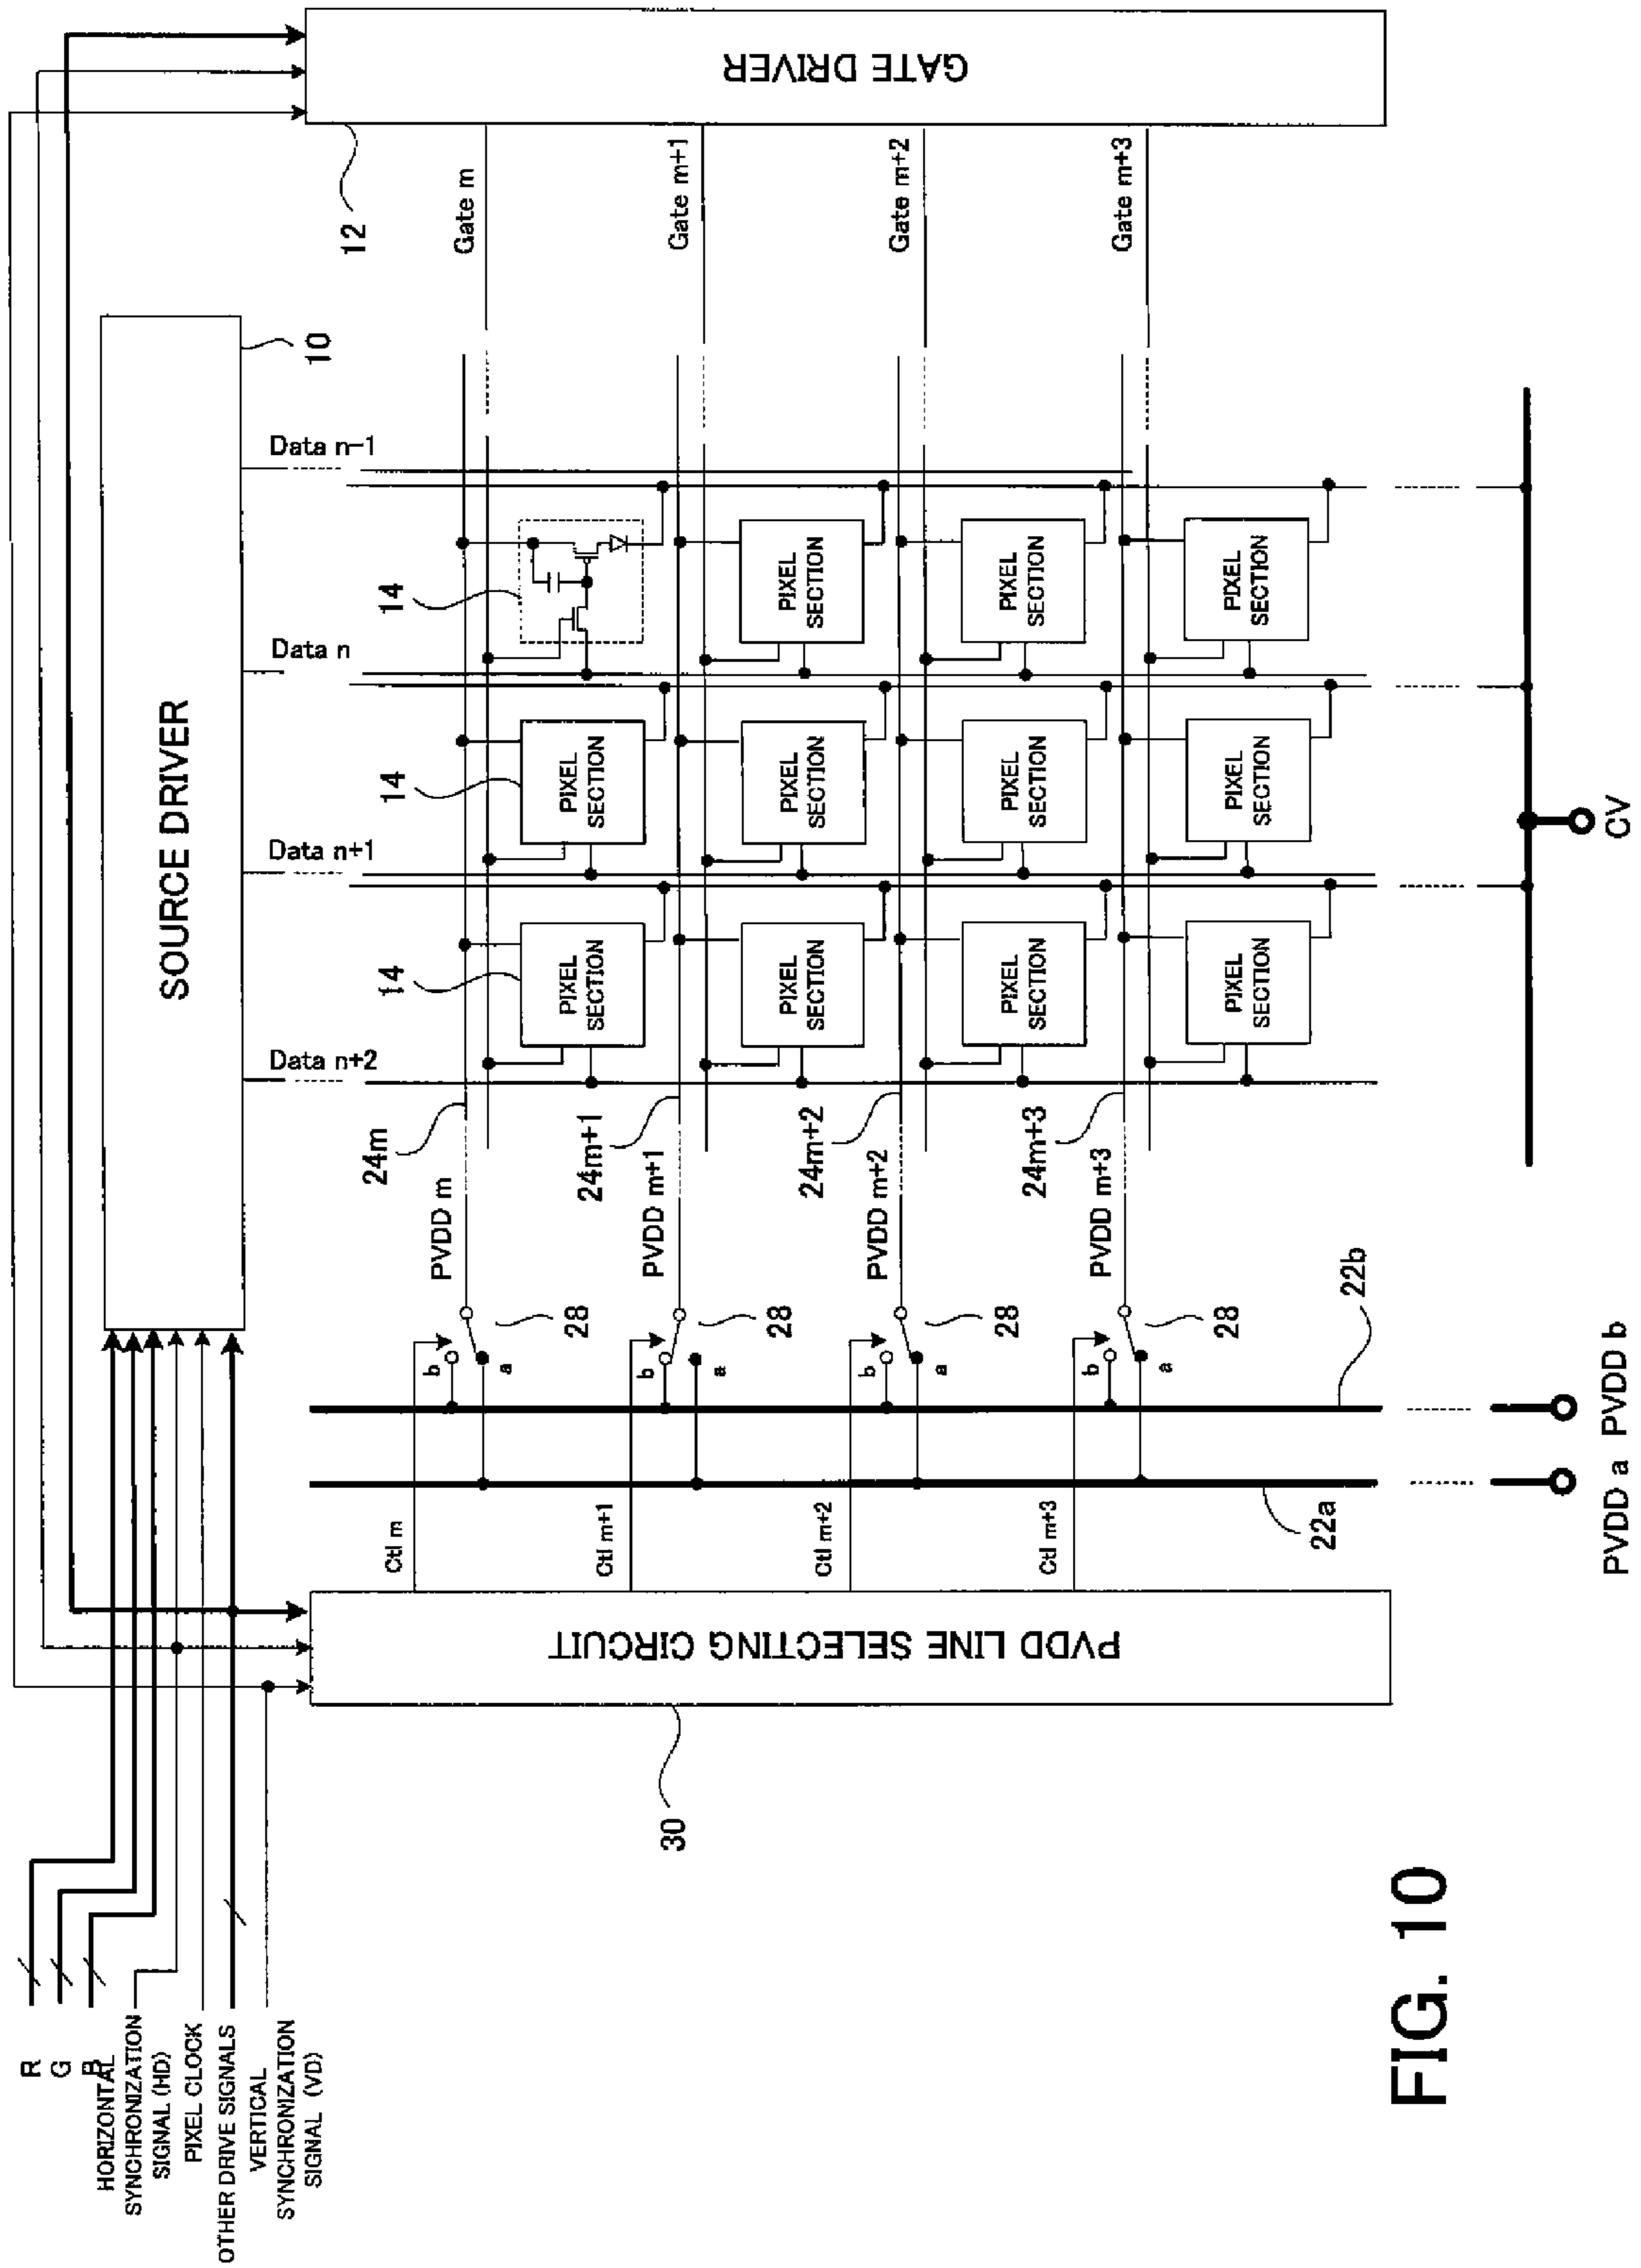 R
G
B
HORIZONTAL
SYNCHRONIZATION
SIGNAL (HD)
PIXEL CLOCK
OTHER DRIVE SIGNALS
VERTICAL
SYNCHRONIZATION
SIGNAL (VD)
SOURCE DRIVER
10
Data n+2
Data n+1
Data n
Data n-1
GATE DRIVER
12
Gate m
Gate m+1
Gate m+2
Gate m+3
PVDD LINE SELECTING CIRCUIT
30
Ctl m
b
a
28
PVDD m
24m
14
PIXEL
SECTION
14
PIXEL
SECTION
14
Ctl m+1
b
a
28
PVDD m+1
24m+1
PIXEL
SECTION
PIXEL
SECTION
PIXEL
SECTION
Ctl m+2
b
a
28
PVDD m+2
24m+2
PIXEL
SECTION
PIXEL
SECTION
PIXEL
SECTION
Ctl m+3
b
a
28
PVDD m+3
24m+3
PIXEL
SECTION
PIXEL
SECTION
PIXEL
SECTION
22a
22b
PVDD a
PVDD b
CV
FIG. 10